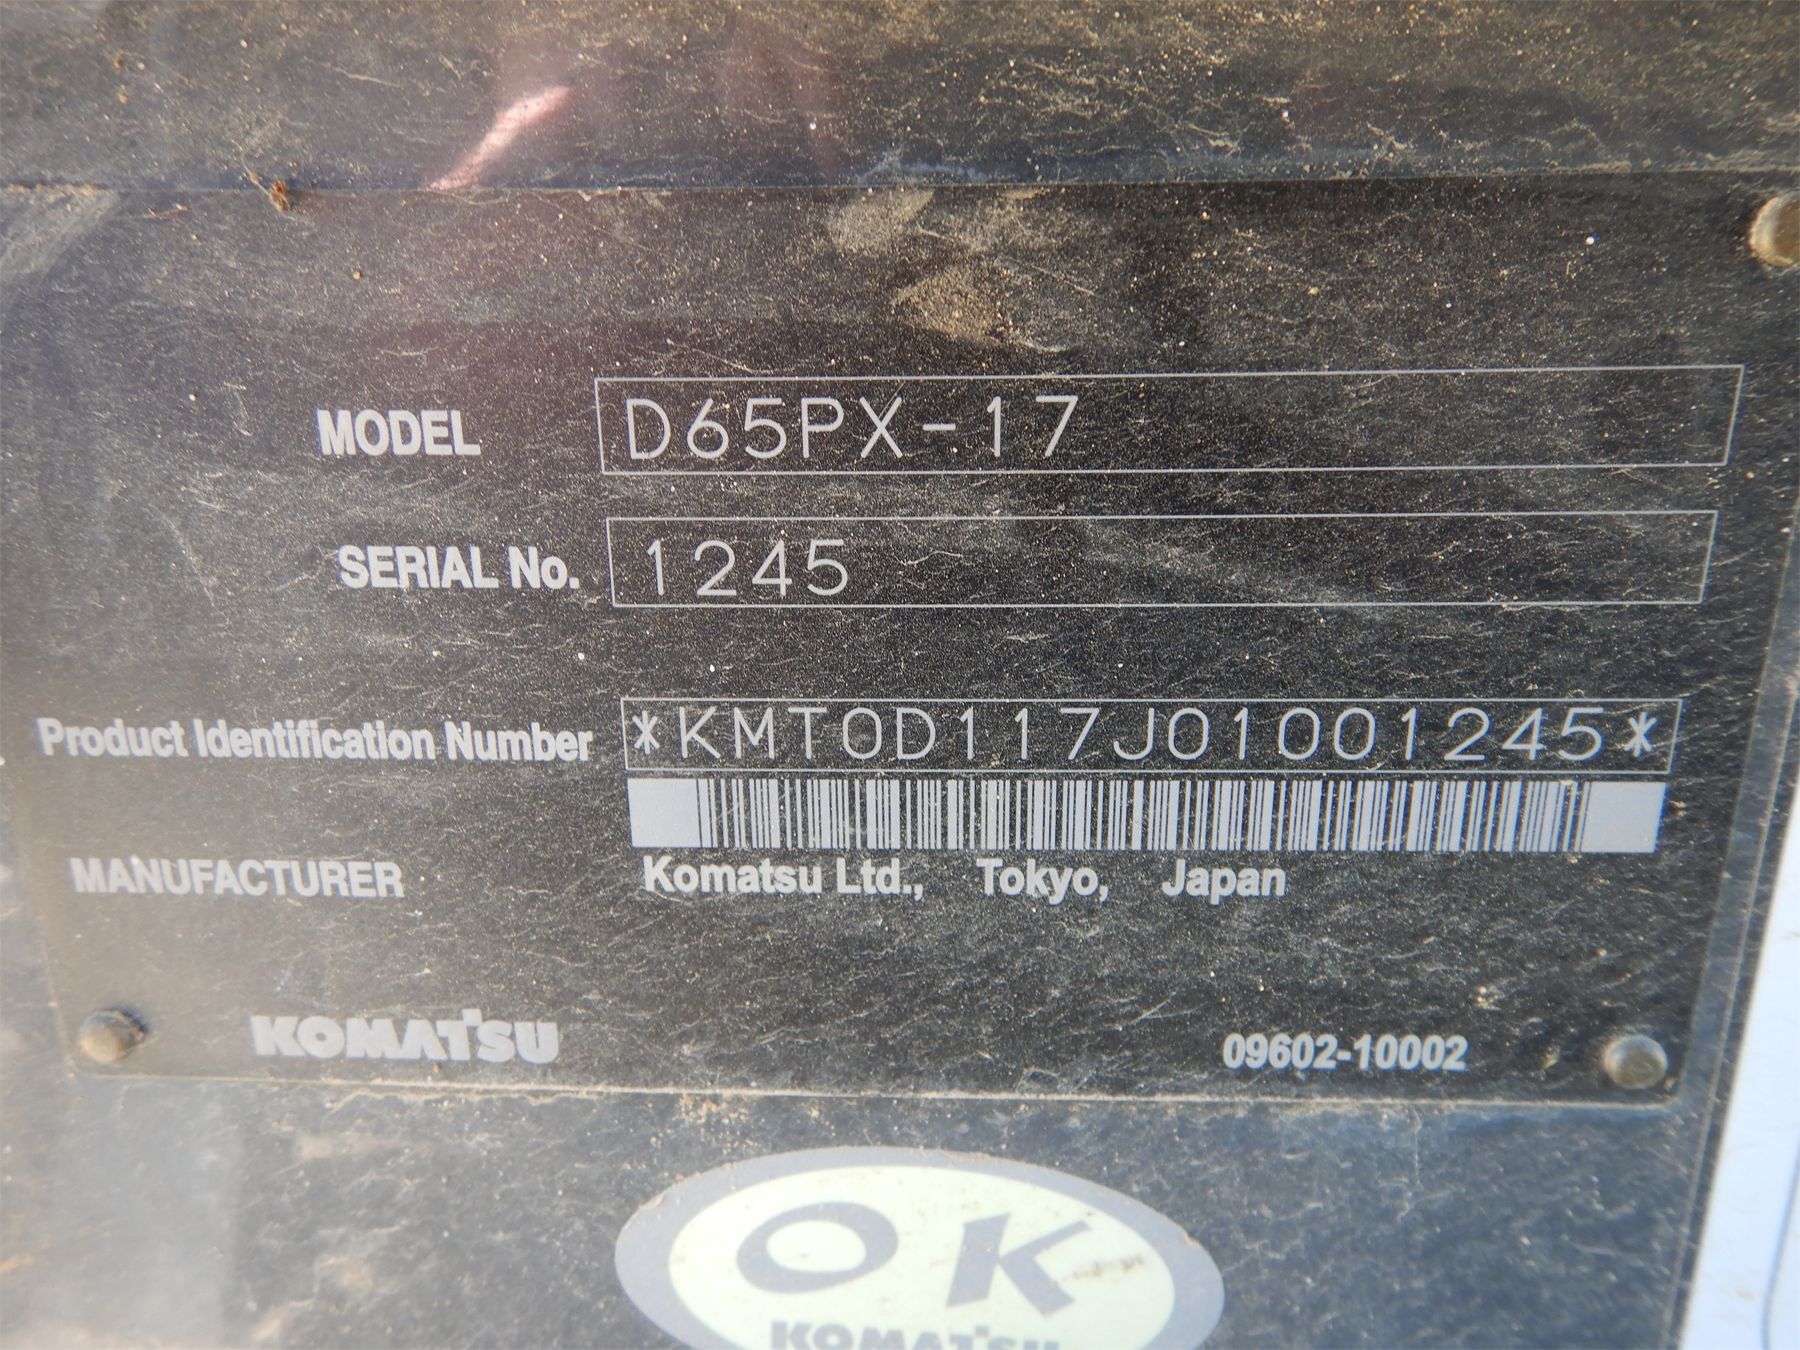 MODEL D65PX-17
SERIAL No. 1245
Product Identification Number *KMT0D117J01001245*
MANUFACTURER Komatsu Ltd., Tokyo, Japan
KOMATSU 09602-10002
OK
KOMATSU